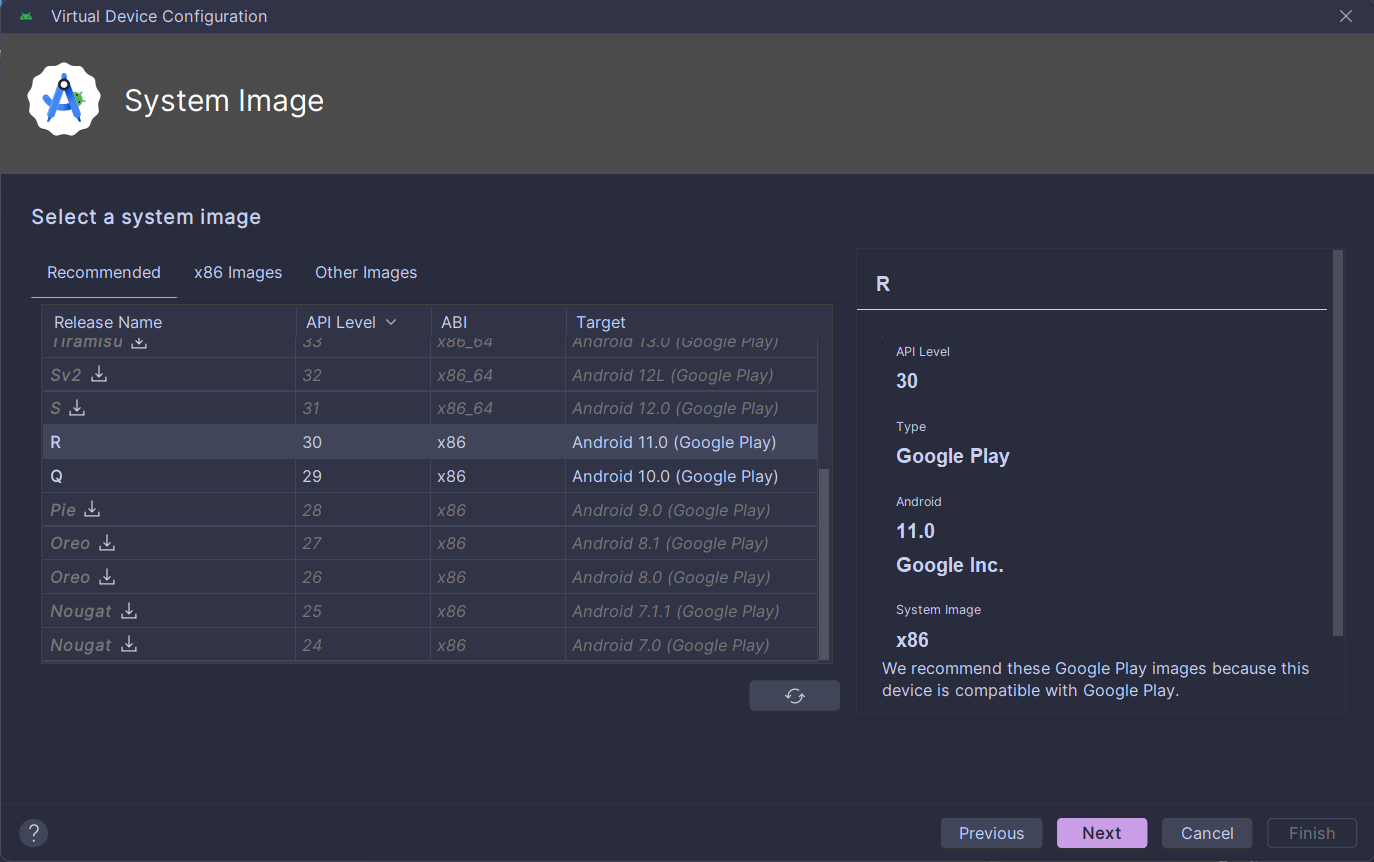 Virtual Device Configuration
System Image
Select a system image
Recommended x86 Images Other Images
Release Name API Level ABI Target
Tiramisu 33 x86_64 Android 13.0 (Google Play)
Sv2 32 x86_64 Android 12L (Google Play)
S 31 x86_64 Android 12.0 (Google Play)
R 30 x86 Android 11.0 (Google Play)
Q 29 x86 Android 10.0 (Google Play)
Pie 28 x86 Android 9.0 (Google Play)
Oreo 27 x86 Android 8.1 (Google Play)
Oreo 26 x86 Android 8.0 (Google Play)
Nougat 25 x86 Android 7.1.1 (Google Play)
Nougat 24 x86 Android 7.0 (Google Play)
R
API Level
30
Type
Google Play
Android
11.0
Google Inc.
System Image
x86
We recommend these Google Play images because this
device is compatible with Google Play.
? Previous Next Cancel Finish